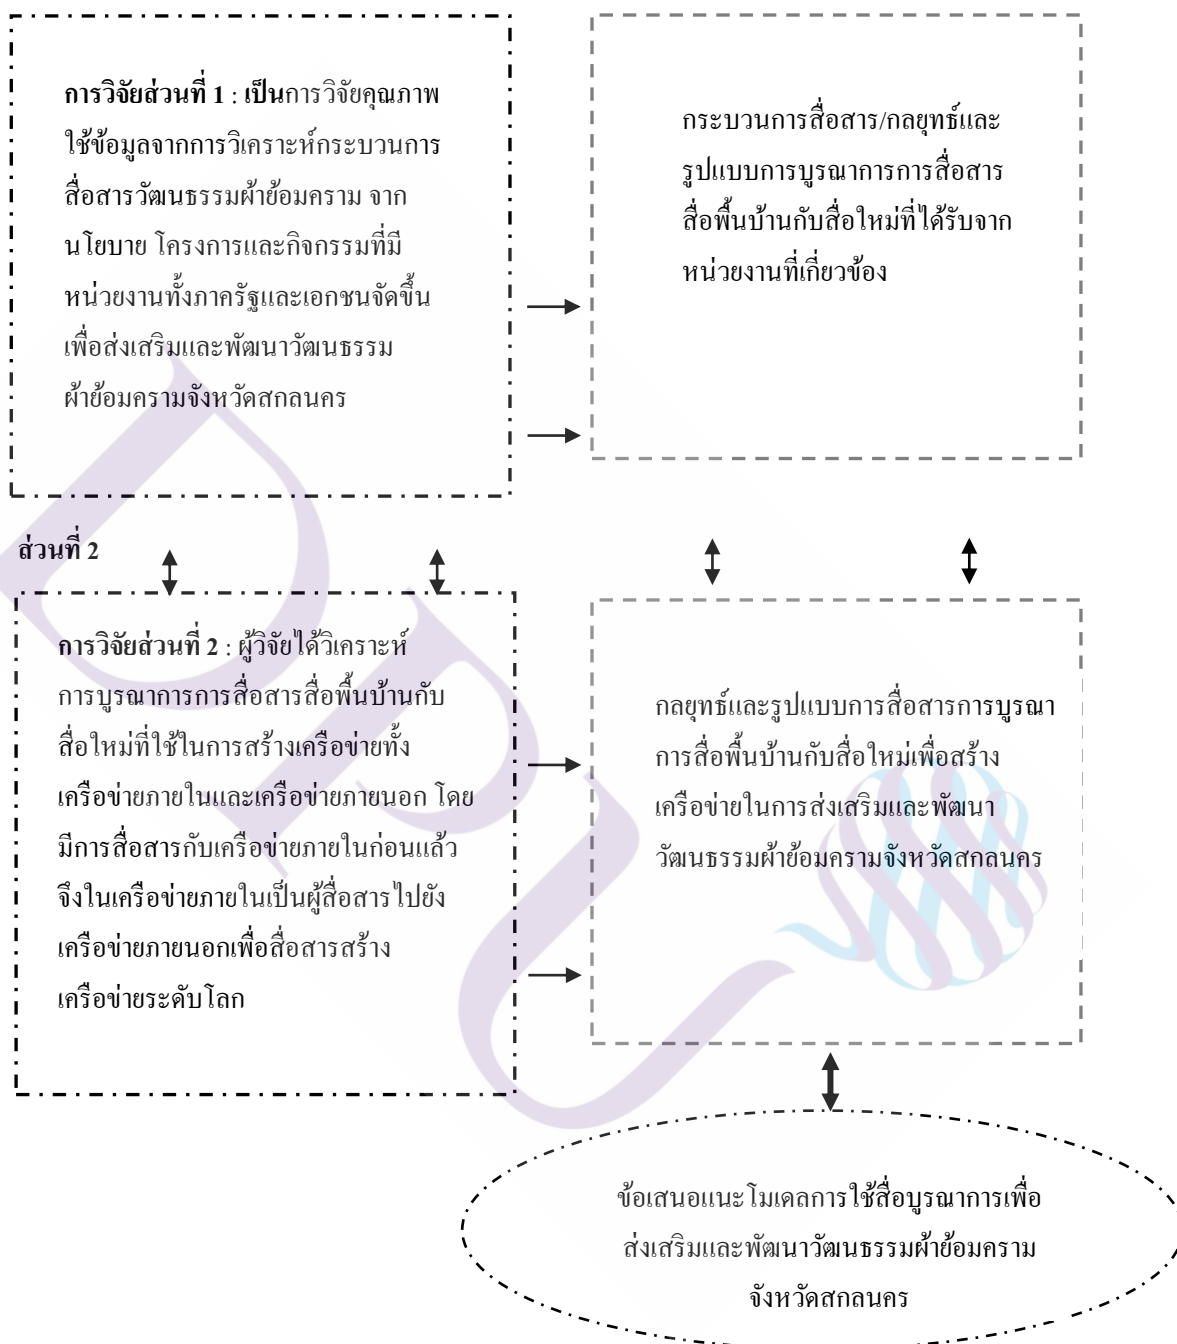 การวิจัยส่วนที่ 1 : เป็นการวิจัยคุณภาพ
ใช้ข้อมูลจากการวิเคราะห์กระบวนการ
สื่อสารวัฒนธรรมผ้าย้อมคราม จาก
นโยบาย โครงการและกิจกรรมที่มี
หน่วยงานทั้งภาครัฐและเอกชนจัดขึ้น
เพื่อส่งเสริมและพัฒนาวัฒนธรรม
ผ้าย้อมครามจังหวัดสกลนคร
กระบวนการสื่อสาร/กลยุทธ์และ
รูปแบบการบูรณาการการสื่อสาร
สื่อพื้นบ้านกับสื่อใหม่ที่ได้รับจาก
หน่วยงานที่เกี่ยวข้อง
ส่วนที่ 2
การวิจัยส่วนที่ 2 : ผู้วิจัยได้วิเคราะห์
การบูรณาการการสื่อสารสื่อพื้นบ้านกับ
สื่อใหม่ที่ใช้ในการสร้างเครือข่ายทั้ง
เครือข่ายภายในและเครือข่ายภายนอก โดย
มีการสื่อสารกับเครือข่ายภายในก่อนแล้ว
จึงในเครือข่ายภายในเป็นผู้สื่อสารไปยัง
เครือข่ายภายนอกเพื่อสื่อสารสร้าง
เครือข่ายระดับโลก
กลยุทธ์และรูปแบบการสื่อสารการบูรณา
การสื่อพื้นบ้านกับสื่อใหม่เพื่อสร้าง
เครือข่ายในการส่งเสริมและพัฒนา
วัฒนธรรมผ้าย้อมครามจังหวัดสกลนคร
ข้อเสนอแนะโมเดลการใช้สื่อบูรณาการเพื่อ
ส่งเสริมและพัฒนาวัฒนธรรมผ้าย้อมคราม
จังหวัดสกลนคร
DPU